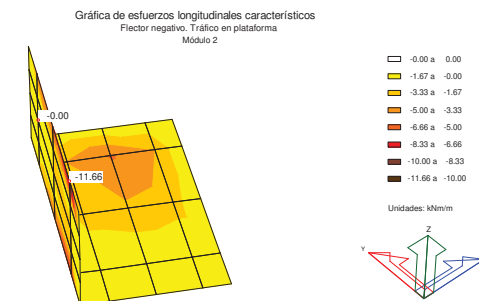 Gráfica de esfuerzos longitudinales característicos
Flector negativo. Tráfico en plataforma
Módulo 2
-0.00 a 0.00
-1.67 a -0.00
-3.33 a -1.67
-5.00 a -3.33
-6.66 a -5.00
-8.33 a -6.66
-10.00 a -8.33
-11.66 a -10.00
Unidades: kNm/m
-0.00
-11.66
Z
Y